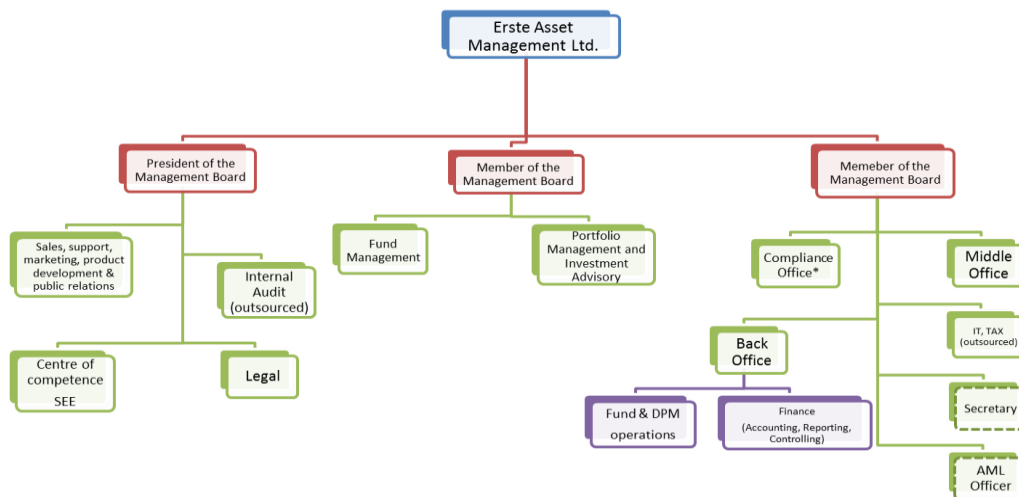 Erste Asset
Management Ltd.
President of the
Management Board
Member of the
Management Board
Memeber of the
Management Board
Sales, support,
marketing, product
development &
public relations
Internal
Audit
(outsourced)
Centre of
competence
SEE
Legal
Fund
Management
Portfolio
Management and
Investment
Advisory
Compliance
Office*
Middle
Office
IT, TAX
(outsourced)
Back
Office
Fund & DPM
operations
Finance
(Accounting, Reporting,
Controlling)
Secretary
AML
Officer